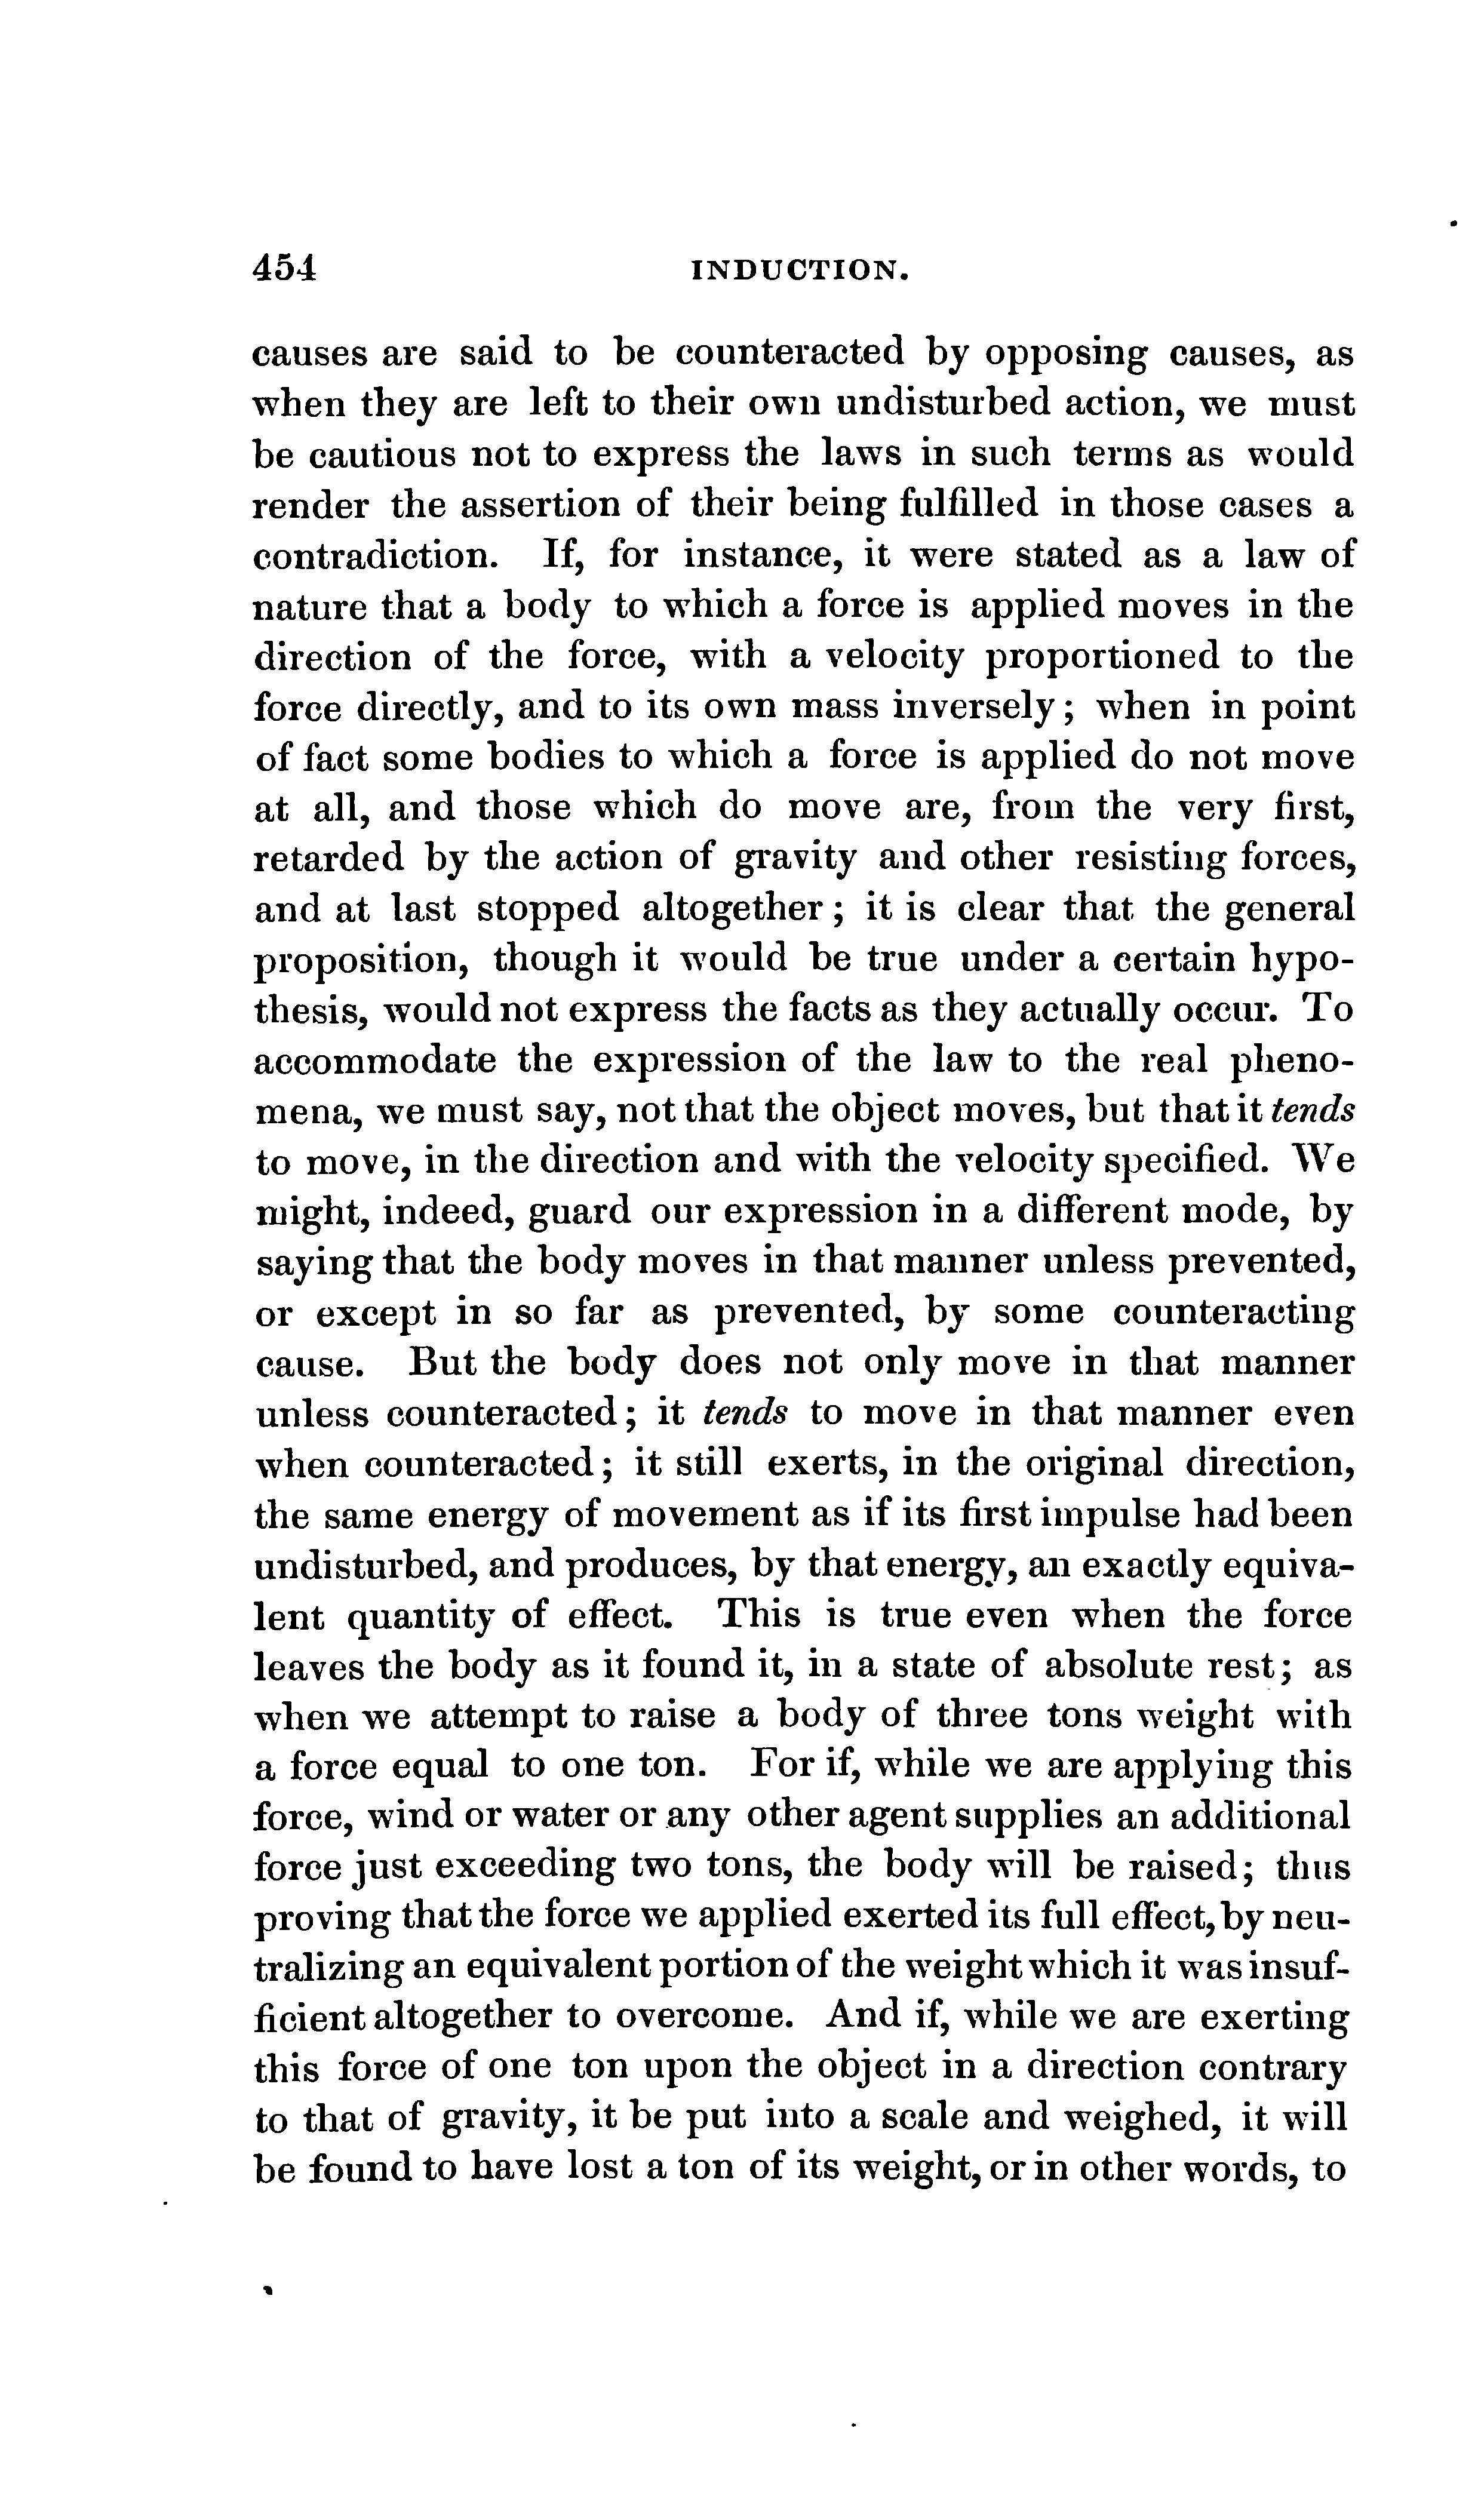 454 INDUCTION.
causes are said to be counteracted by opposing causes, as
when they are left to their own undisturbed action, we must
be cautious not to express the laws in such terms as would
render the assertion of their being fulfilled in those cases a
contradiction. If, for instance, it were stated as a law of
nature that a body to which a force is applied moves in the
direction of the force, with a velocity proportioned to the
force directly, and to its own mass inversely; when in point
of fact some bodies to which a force is applied do not move
at all, and those which do move are, from the very first,
retarded by the action of gravity and other resisting forces,
and at last stopped altogether; it is clear that the general
proposition, though it would be true under a certain hypo-
thesis, would not express the facts as they actually occur. To
accommodate the expression of the law to the real pheno-
mena, we must say, not that the object moves, but that it tends
to move, in the direction and with the velocity specified. We
might, indeed, guard our expression in a different mode, by
saying that the body moves in that manner unless prevented,
or except in so far as prevented, by some counteracting
cause. But the body does not only move in that manner
unless counteracted; it tends to move in that manner even
when counteracted; it still exerts, in the original direction,
the same energy of movement as if its first impulse had been
undisturbed, and produces, by that energy, an exactly equiva-
lent quantity of effect. This is true even when the force
leaves the body as it found it, in a state of absolute rest; as
when we attempt to raise a body of three tons weight with
a force equal to one ton. For if, while we are applying this
force, wind or water or any other agent supplies an additional
force just exceeding two tons, the body will be raised; thus
proving that the force we applied exerted its full effect, by neu-
tralizing an equivalent portion of the weight which it was insuf-
ficient altogether to overcome. And if, while we are exerting
this force of one ton upon the object in a direction contrary
to that of gravity, it be put into a scale and weighed, it will
be found to have lost a ton of its weight, or in other words, to